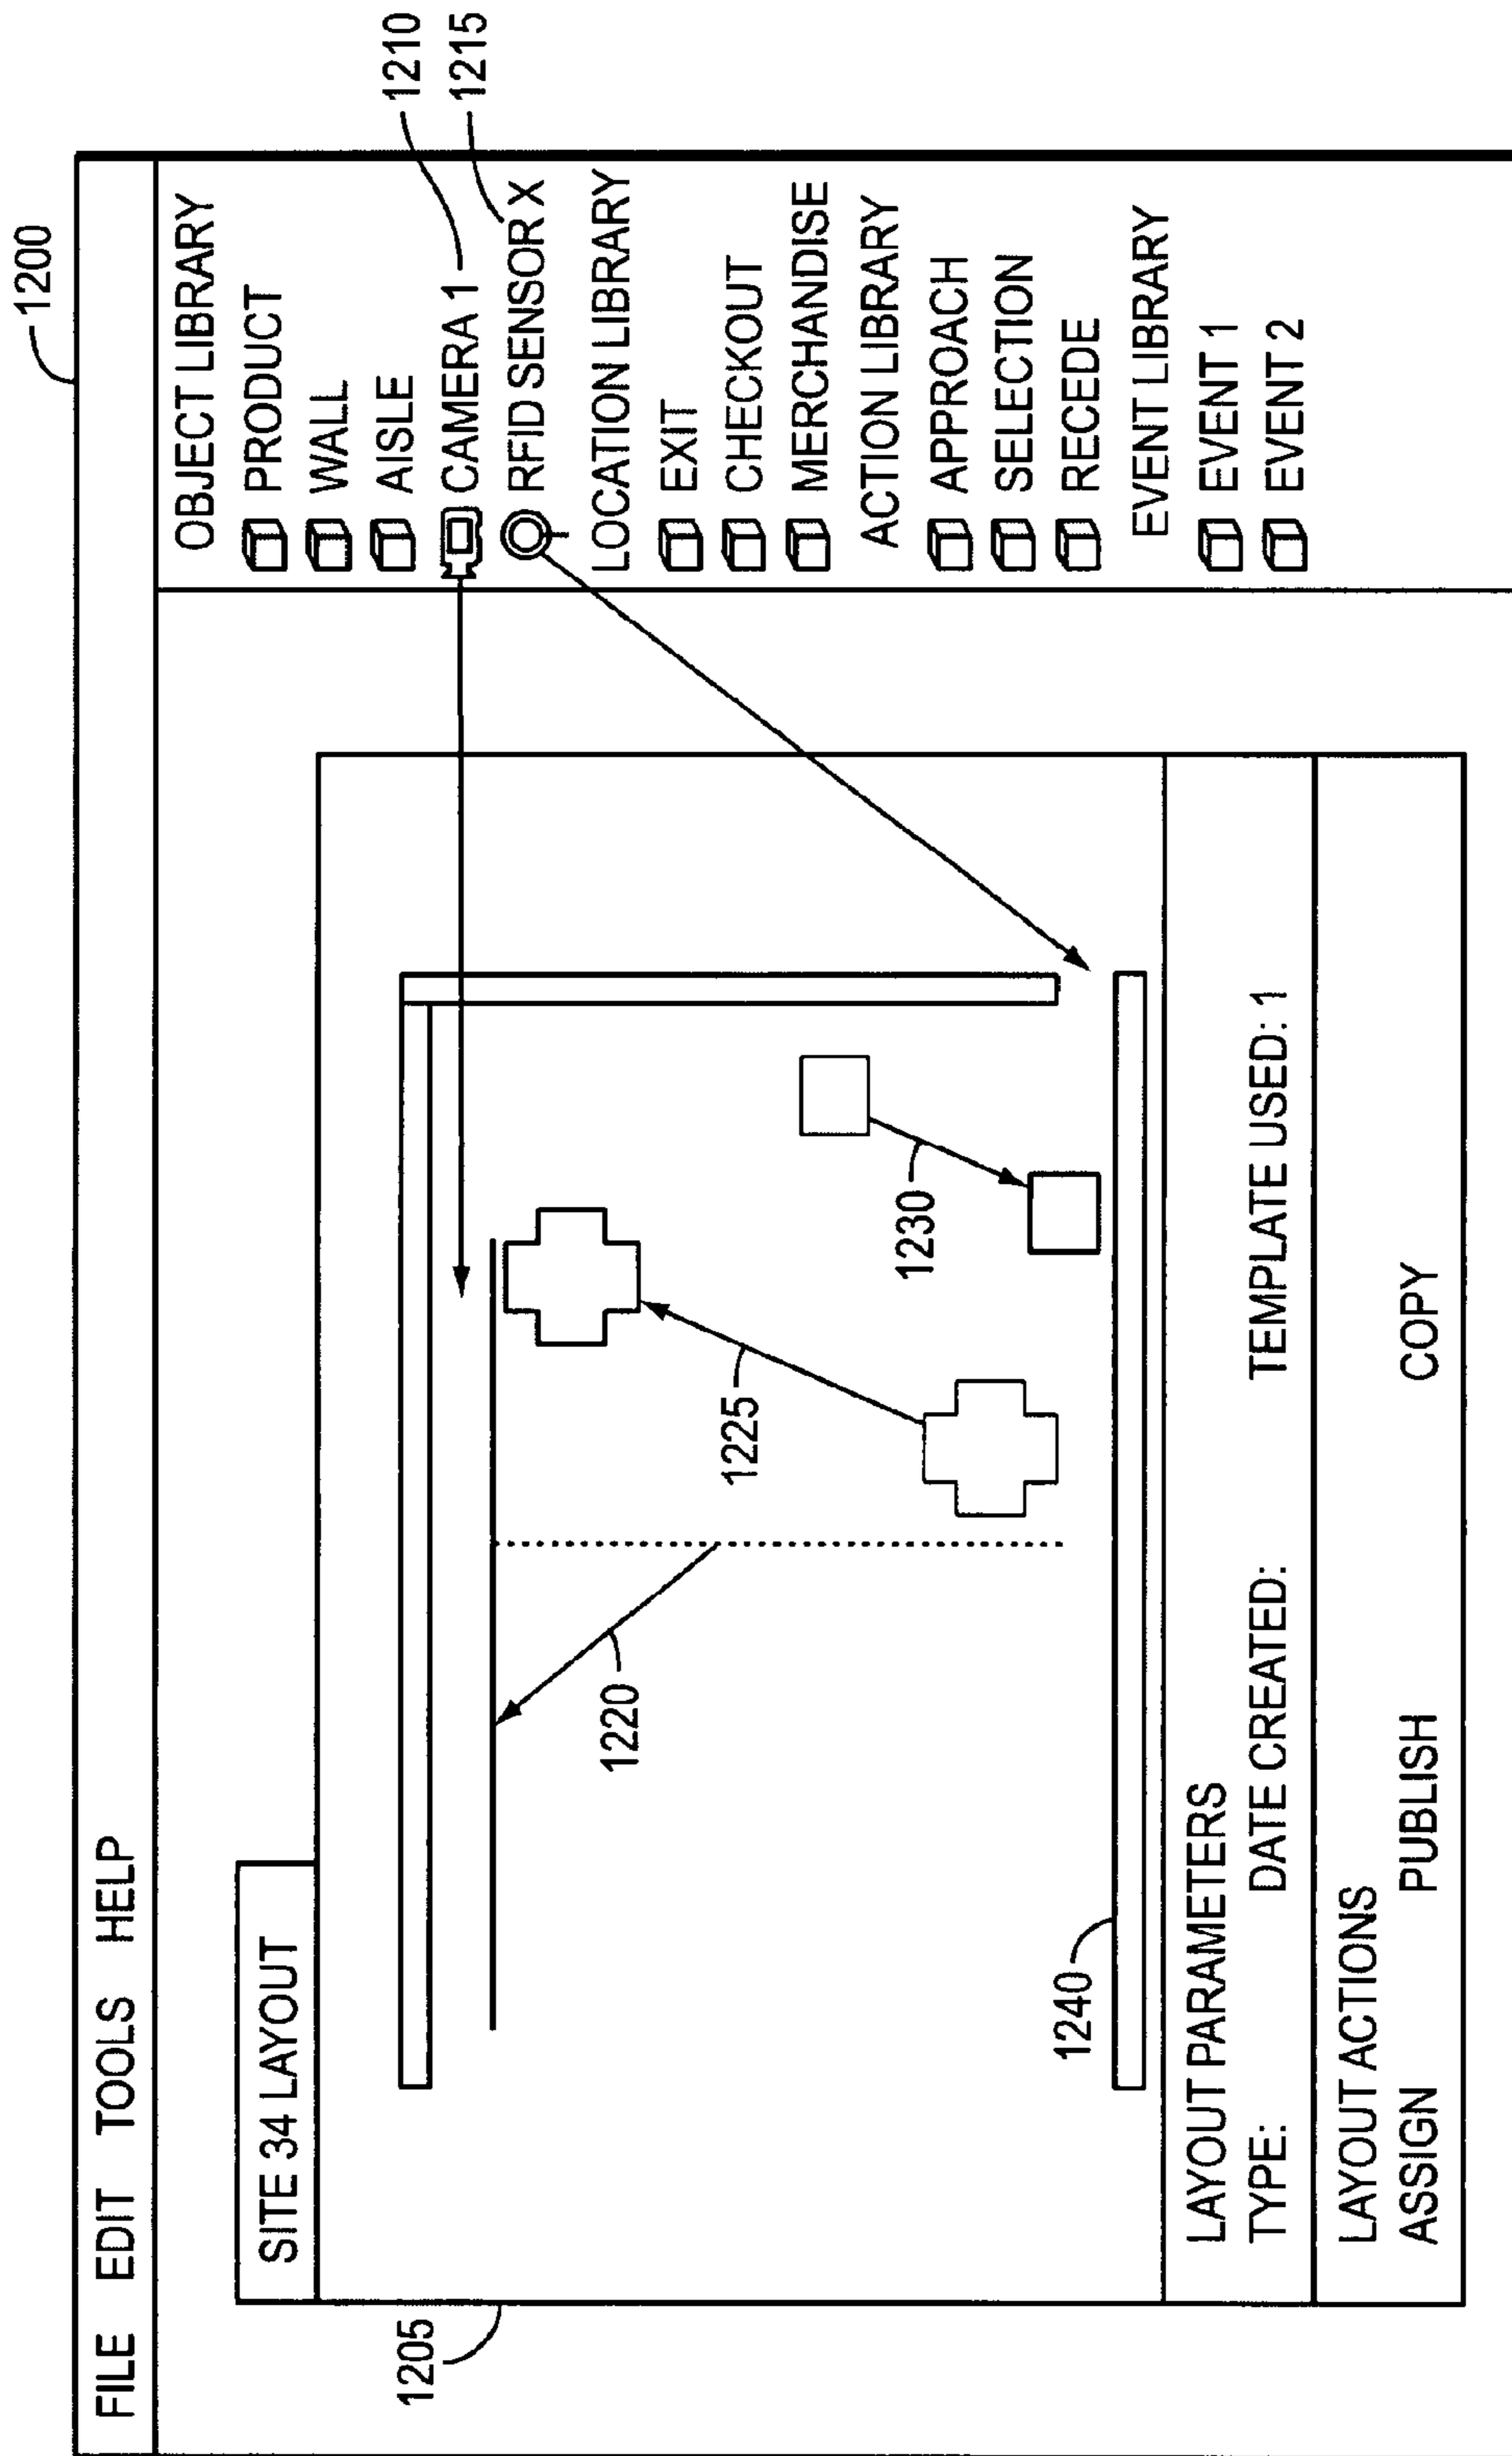 1200
FILE EDIT TOOLS HELP
SITE 34 LAYOUT
1205
1220
1225
1230
1240
LAYOUT PARAMETERS
TYPE: DATE CREATED: TEMPLATE USED: 1
LAYOUT ACTIONS
ASSIGN PUBLISH COPY
OBJECT LIBRARY
PRODUCT
WALL
AISLE
CAMERA 1
1210
RFID SENSOR X
1215
LOCATION LIBRARY
EXIT
CHECKOUT
MERCHANDISE
ACTION LIBRARY
APPROACH
SELECTION
RECEDE
EVENT LIBRARY
EVENT 1
EVENT 2